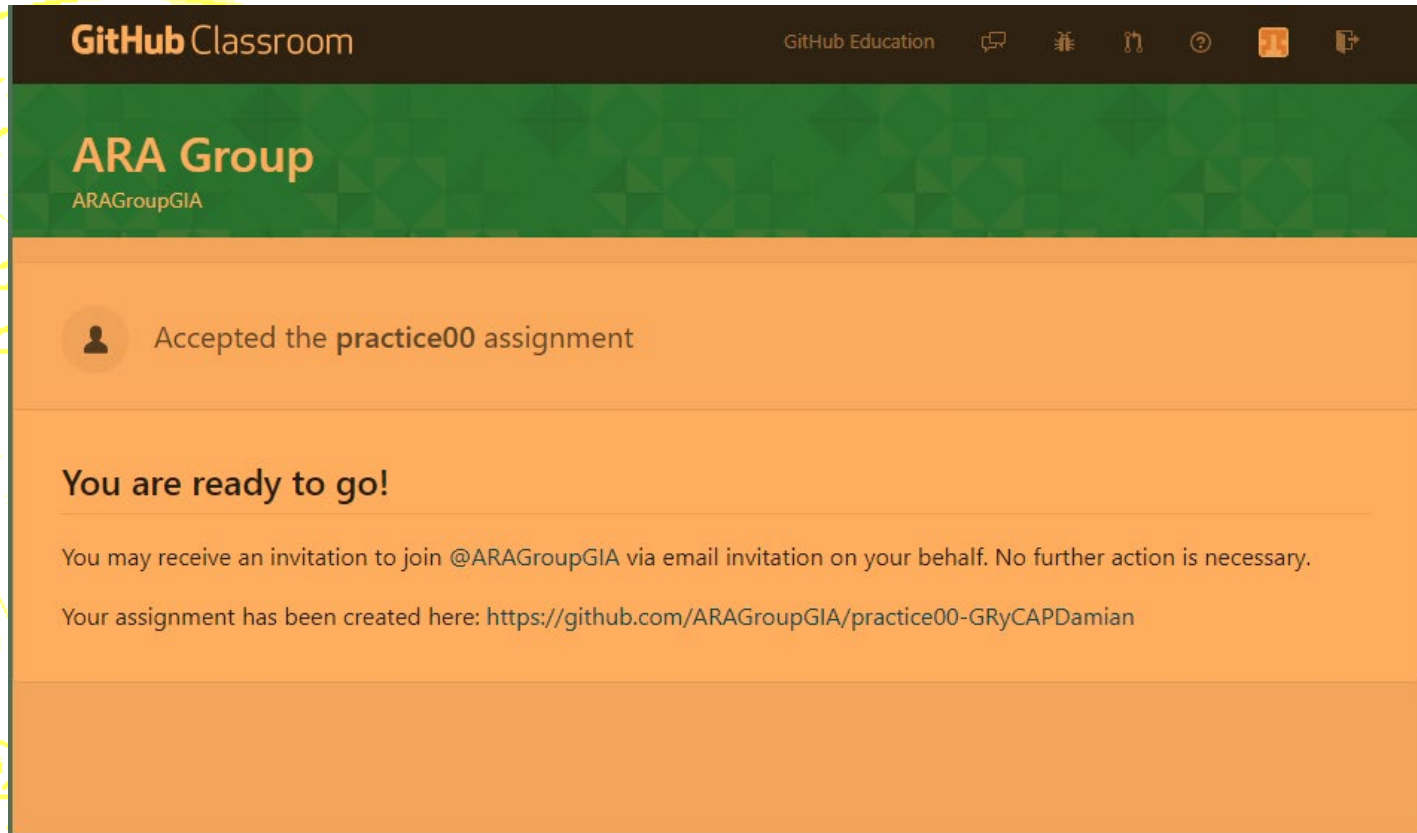 GitHub Classroom
GitHub Education
ARA Group
ARAGroupGIA
Accepted the practice00 assignment
You are ready to go!
You may receive an invitation to join @ARAGroupGIA via email invitation on your behalf. No further action is necessary.
Your assignment has been created here: https://github.com/ARAGroupGIA/practice00-GRyCAPDamian